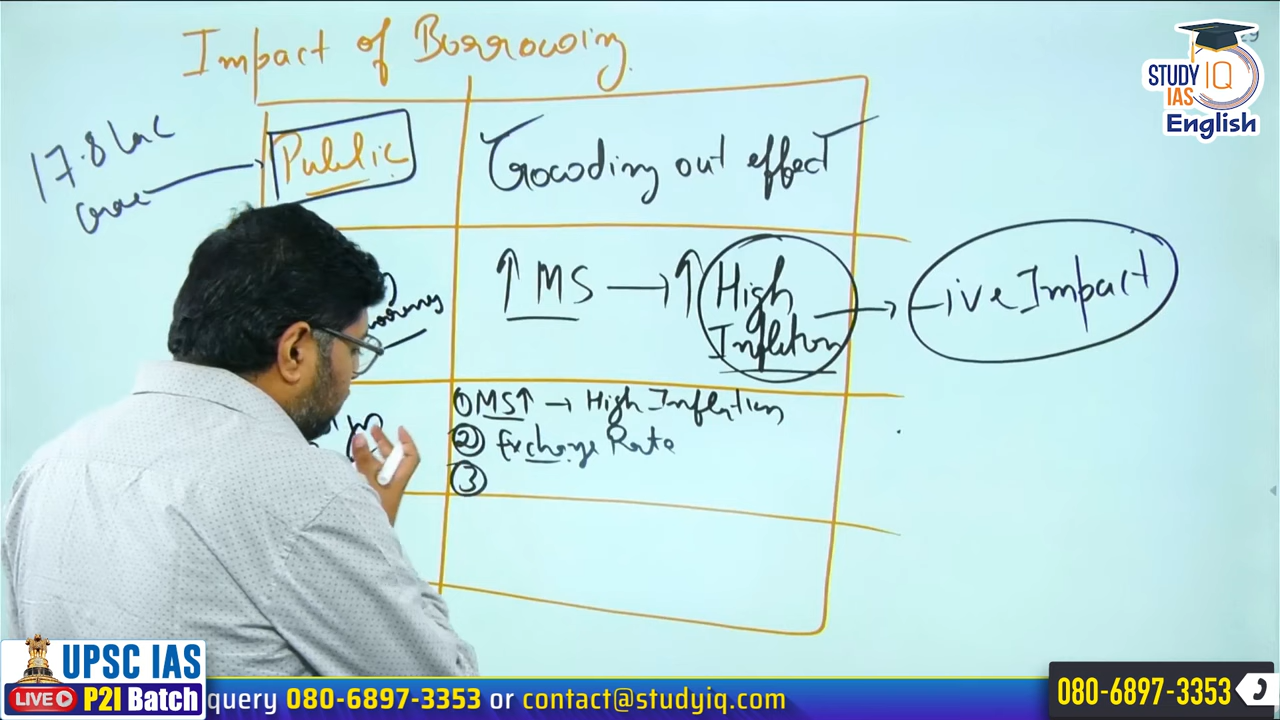 Impact of Borrowing
17.8 Lac
Public
Crowding out effect
↑ MS → ↑ High
Infletion → -ive Impact
① MS↑ → High Inflation
② Exchange Rate
③
STUDY IQ
IAS
English
UPSC IAS
LIVE P2I Batch
query 080-6897-3353 or contact@studyiq.com
080-6897-3353